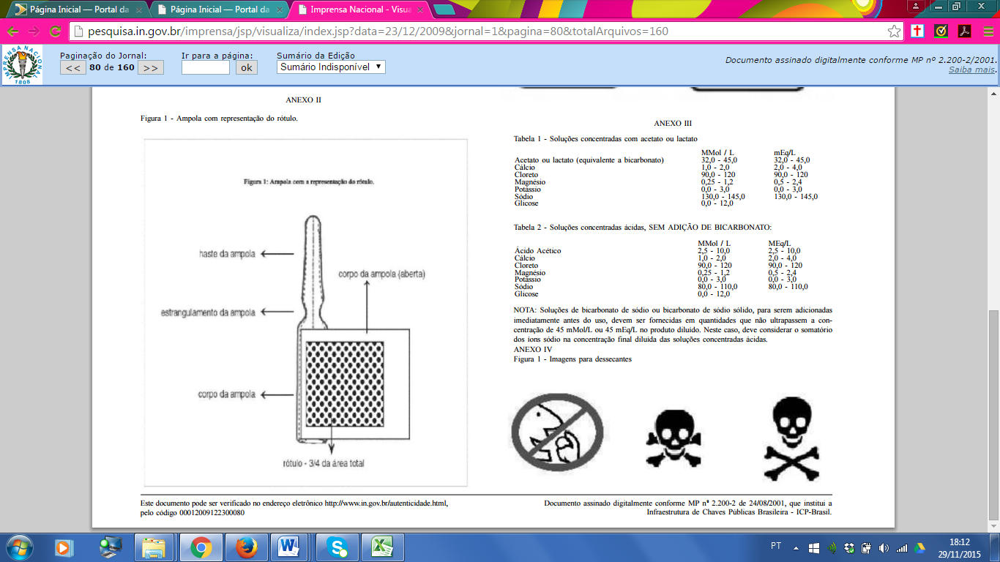 Página Inicial — Portal da
Página Inicial — Portal da
Imprensa Nacional - Visua
pesquisa.in.gov.br/imprensa/jsp/visualiza/index.jsp?data=23/12/2009&jornal=1&pagina=80&totalArquivos=160
IMPRENSA NACIONAL
1808
Paginação do Jornal:
<< 80 de 160 >>
Ir para a página:
ok
Sumário da Edição
Sumário Indisponível
Documento assinado digitalmente conforme MP nº 2.200-2/2001.
Saiba mais.
ANEXO II
Figura 1 - Ampola com representação do rótulo.
Figura 1: Ampola com a representação do rótulo.
haste da ampola
corpo da ampola (aberta)
estrangulamento da ampola
corpo da ampola
rótulo - 3/4 da área total
ANEXO III
Tabela 1 - Soluções concentradas com acetato ou lactato
MMol / L mEq/L
Acetato ou lactato (equivalente a bicarbonato) 32,0 - 45,0 32,0 - 45,0
Cálcio 1,0 - 2,0 2,0 - 4,0
Cloreto 90,0 - 120 90,0 - 120
Magnésio 0,25 - 1,2 0,5 - 2,4
Potássio 0,0 - 3,0 0,0 - 3,0
Sódio 130,0 - 145,0 130,0 - 145,0
Glicose 0,0 - 12,0
Tabela 2 - Soluções concentradas ácidas, SEM ADIÇÃO DE BICARBONATO:
MMol / L MEq/L
Ácido Acético 2,5 - 10,0 2,5 - 10,0
Cálcio 1,0 - 2,0 2,0 - 4,0
Cloreto 90,0 - 120 90,0 - 120
Magnésio 0,25 - 1,2 0,5 - 2,4
Potássio 0,0 - 3,0 0,0 - 3,0
Sódio 80,0 - 110,0 80,0 - 110,0
Glicose 0,0 - 12,0
NOTA: Soluções de bicarbonato de sódio ou bicarbonato de sódio sólido, para serem adicionadas
imediatamente antes do uso, devem ser fornecidas em quantidades que não ultrapassem a con-
centração de 45 mMol/L ou 45 mEq/L no produto diluído. Neste caso, deve considerar o somatório
dos íons sódio na concentração final diluída das soluções concentradas ácidas.
ANEXO IV
Figura 1 - Imagens para dessecantes
Este documento pode ser verificado no endereço eletrônico http://www.in.gov.br/autenticidade.html,
pelo código 00012009122300080
Documento assinado digitalmente conforme MP nº 2.200-2 de 24/08/2001, que institui a
Infraestrutura de Chaves Públicas Brasileira - ICP-Brasil.
PT
18:12
29/11/2015